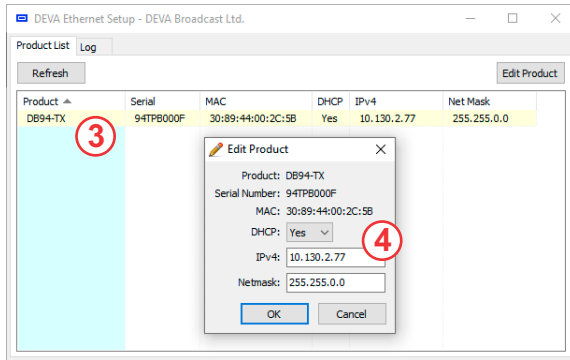 DEVA Ethernet Setup - DEVA Broadcast Ltd.
Product List Log
Refresh Edit Product
Product Serial MAC DHCP IPv4 Net Mask
DB94-TX 94TPB000F 30:89:44:00:2C:5B Yes 10.130.2.77 255.255.0.0
3
Edit Product
Product: DB94-TX
Serial Number: 94TPB000F
MAC: 30:89:44:00:2C:5B
DHCP: Yes
4
IPv4: 10.130.2.77
Netmask: 255.255.0.0
OK Cancel